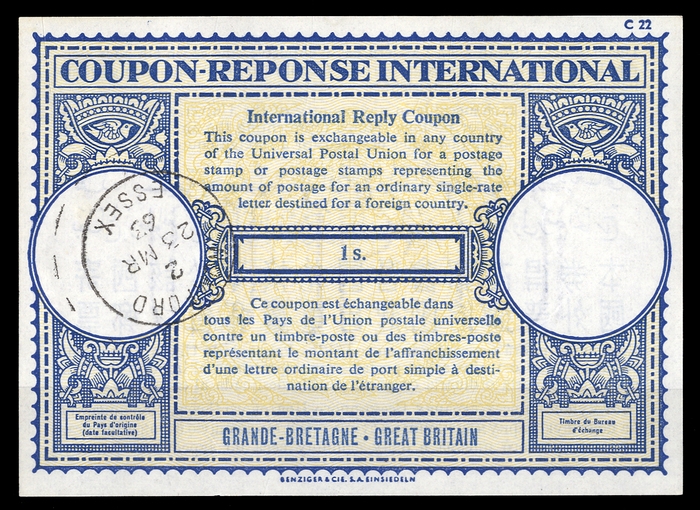 C 22
COUPON-REPONSE INTERNATIONAL
International Reply Coupon
This coupon is exchangeable in any country
of the Universal Postal Union for a postage
stamp or postage stamps representing the
amount of postage for an ordinary single-rate
letter destined for a foreign country.
ESSEX
23 MR
63
1 s.
Ce coupon est échangeable dans
tous les Pays de l'Union postale universelle
contre un timbre-poste ou des timbres-poste
représentant le montant de l'affranchissement
d'une lettre ordinaire de port simple à desti-
nation de l'étranger.
Empreinte de contrôle
du Pays d'origine
(date facultative)
Timbre du Bureau
d'échange
GRANDE-BRETAGNE • GREAT BRITAIN
BENZIGER & CIE. S.A. EINSIEDELN